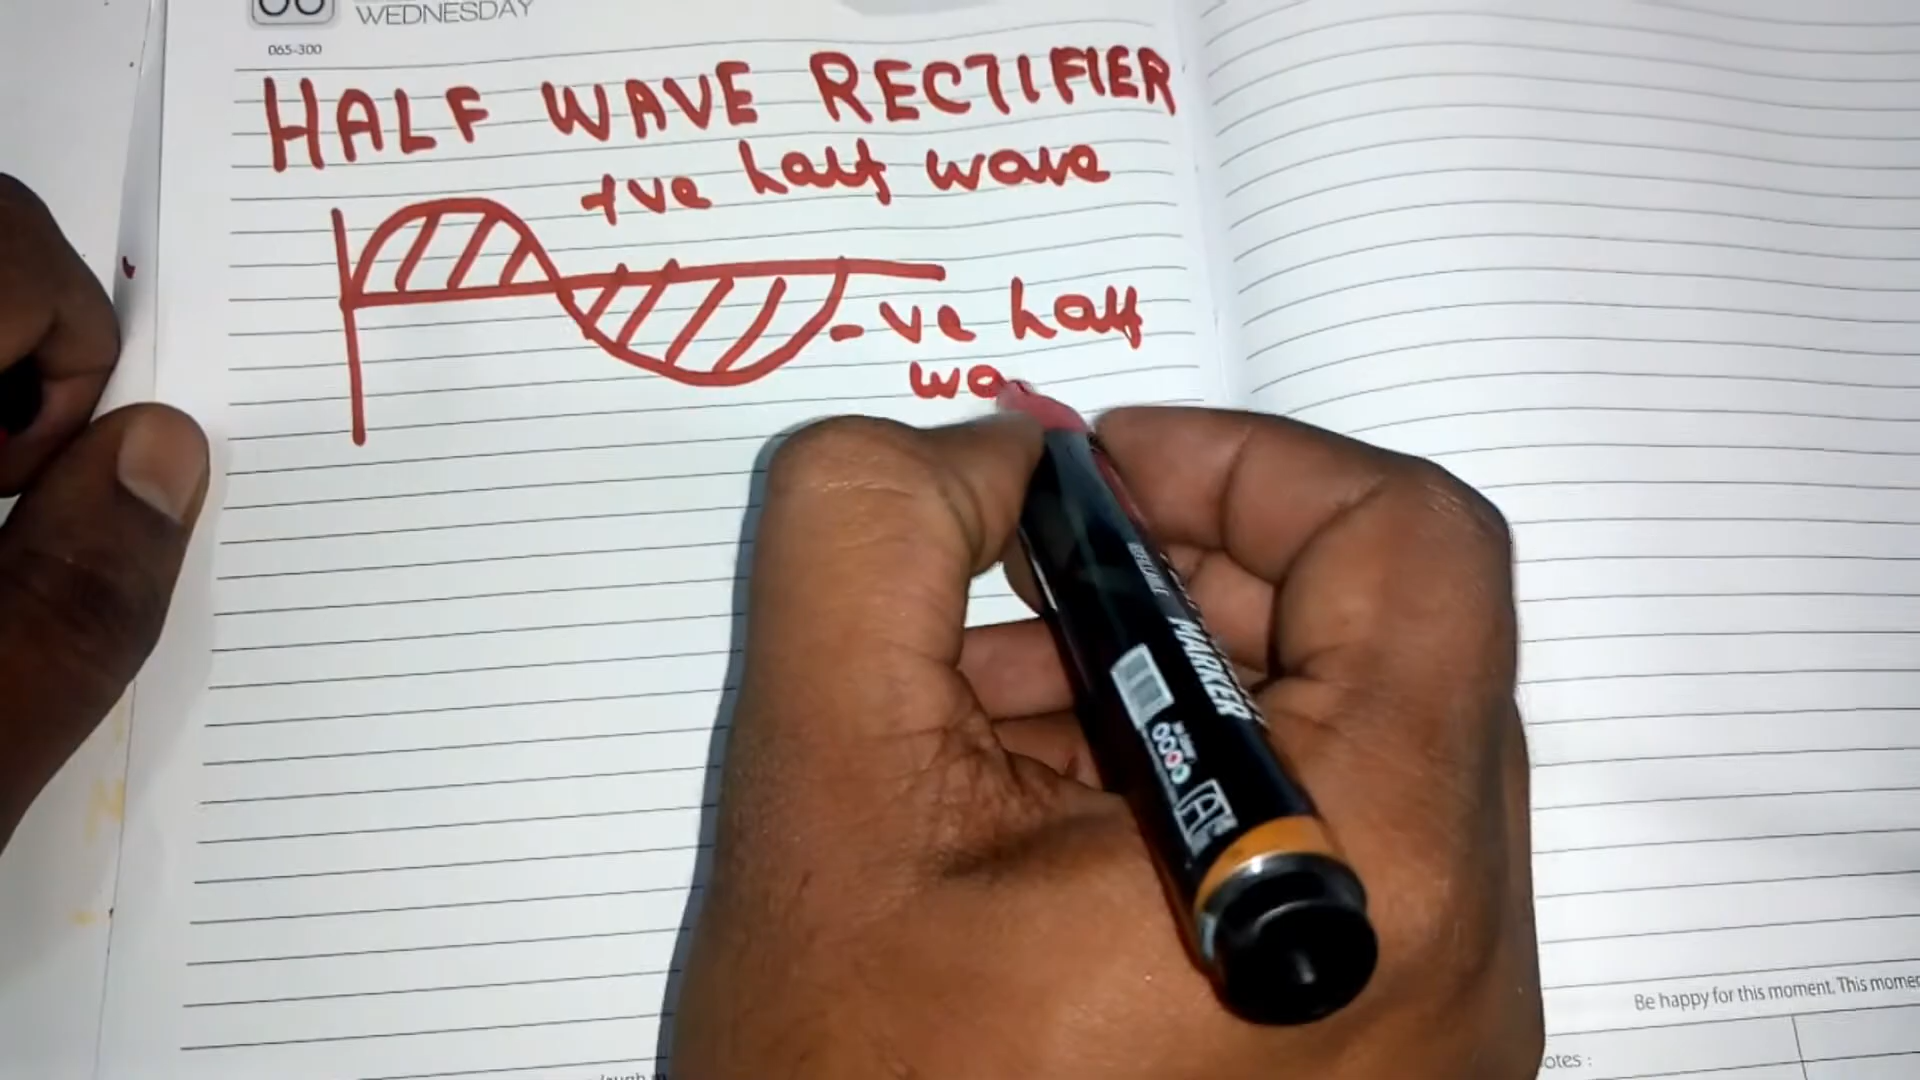 WEDNESDAY
065-300
HALF WAVE RECTIFIER
+ve half wave
-ve half
wa
MARKER
Be happy for this moment. This momen
otes :